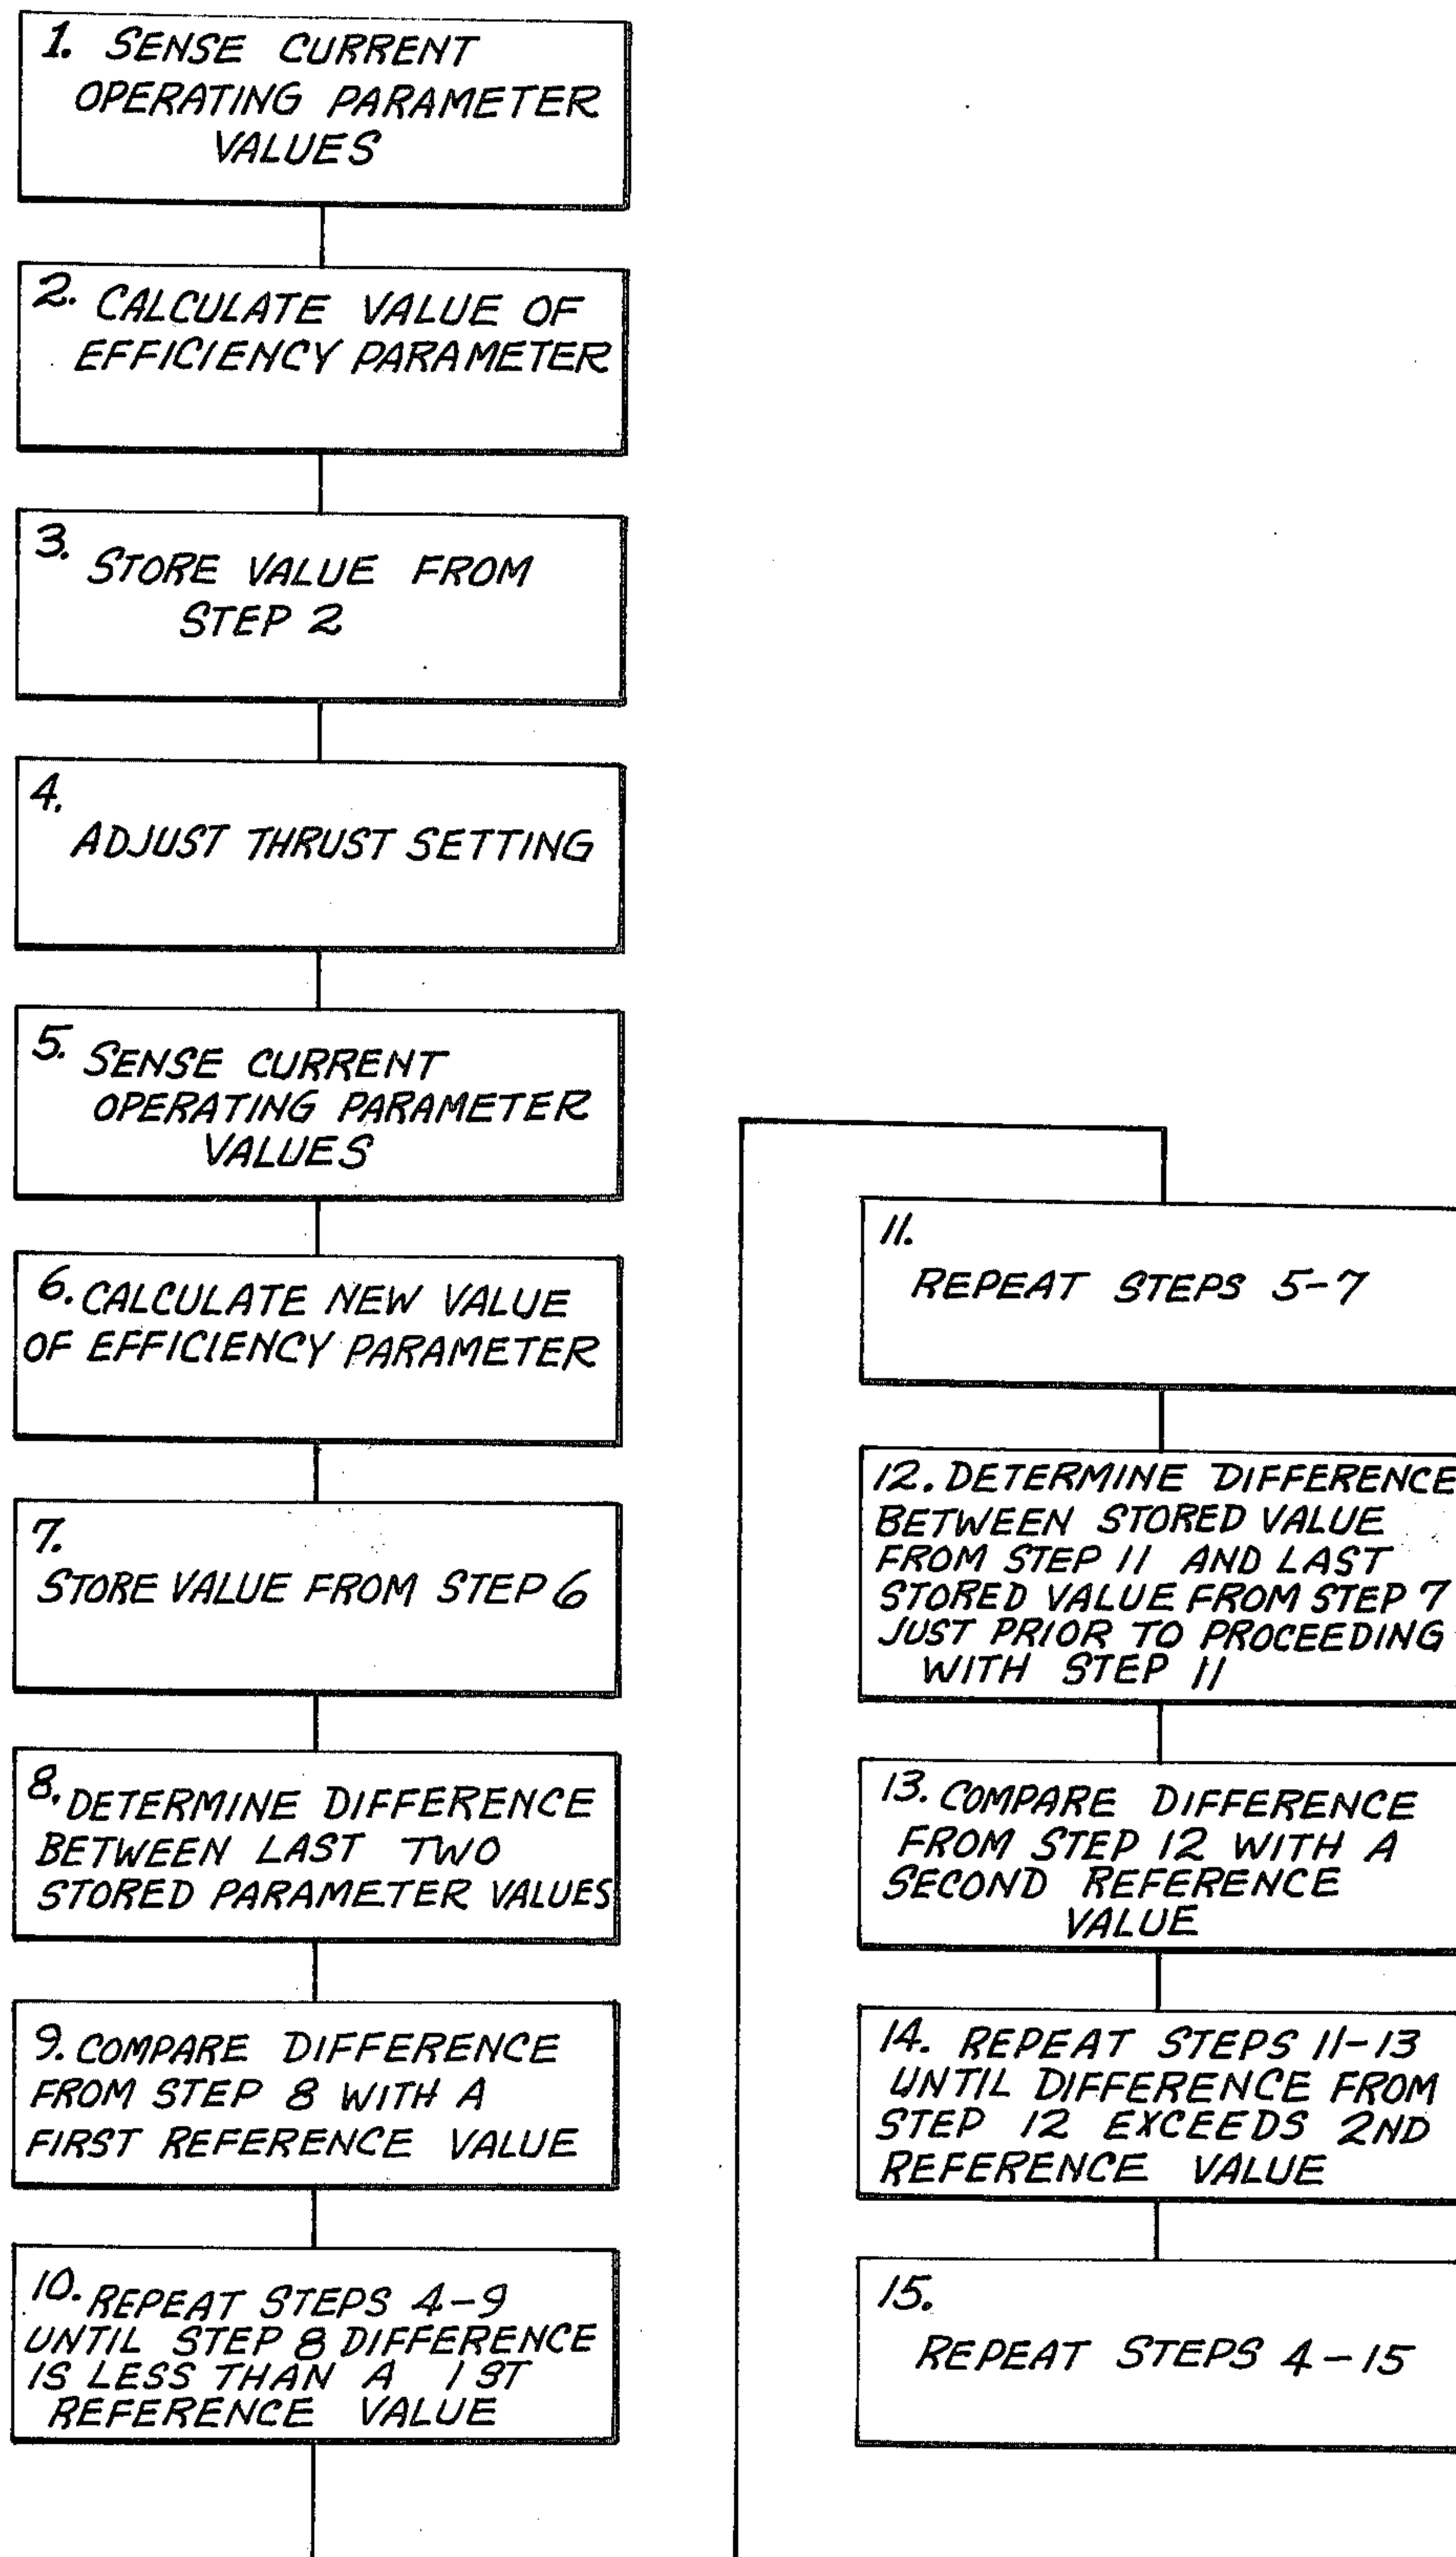 1. SENSE CURRENT
OPERATING PARAMETER
VALUES
2. CALCULATE VALUE OF
EFFICIENCY PARAMETER
3. STORE VALUE FROM
STEP 2
4.
ADJUST THRUST SETTING
5. SENSE CURRENT
OPERATING PARAMETER
VALUES
6. CALCULATE NEW VALUE
OF EFFICIENCY PARAMETER
7.
STORE VALUE FROM STEP 6
8. DETERMINE DIFFERENCE
BETWEEN LAST TWO
STORED PARAMETER VALUES
9. COMPARE DIFFERENCE
FROM STEP 8 WITH A
FIRST REFERENCE VALUE
10. REPEAT STEPS 4-9
UNTIL STEP 8 DIFFERENCE
IS LESS THAN A 1ST
REFERENCE VALUE
11.
REPEAT STEPS 5-7
12. DETERMINE DIFFERENCE
BETWEEN STORED VALUE
FROM STEP 11 AND LAST
STORED VALUE FROM STEP 7
JUST PRIOR TO PROCEEDING
WITH STEP 11
13. COMPARE DIFFERENCE
FROM STEP 12 WITH A
SECOND REFERENCE
VALUE
14. REPEAT STEPS 11-13
UNTIL DIFFERENCE FROM
STEP 12 EXCEEDS 2ND
REFERENCE VALUE
15.
REPEAT STEPS 4-15